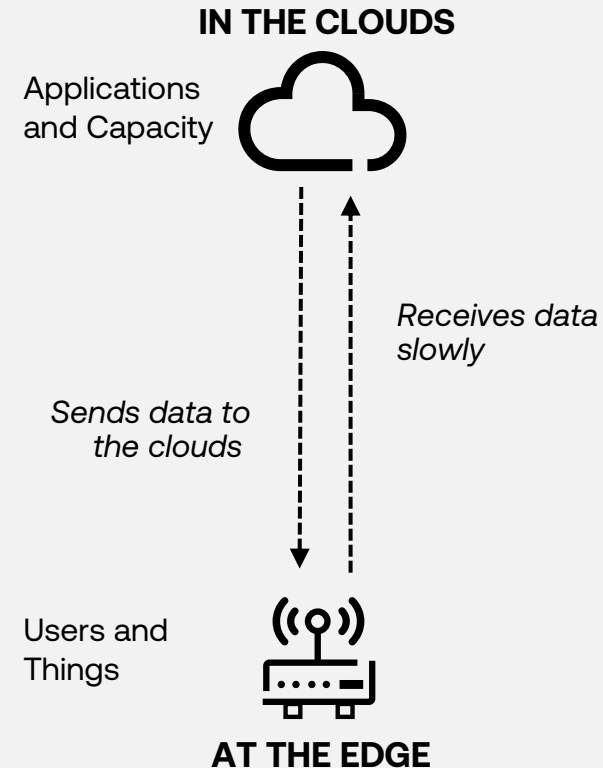 IN THE CLOUDS
Applications
and Capacity
Receives data
slowly
Sends data to
the clouds
Users and
Things
AT THE EDGE